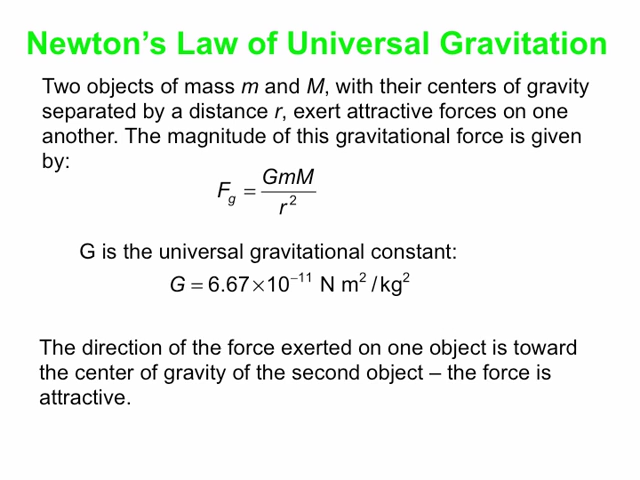 Newton's Law of Universal Gravitation
Two objects of mass m and M, with their centers of gravity
separated by a distance r, exert attractive forces on one
another. The magnitude of this gravitational force is given
by:
F_g = GmM / r²
G is the universal gravitational constant:
G = 6.67 ×10⁻¹¹ N m² / kg²
The direction of the force exerted on one object is toward
the center of gravity of the second object – the force is
attractive.